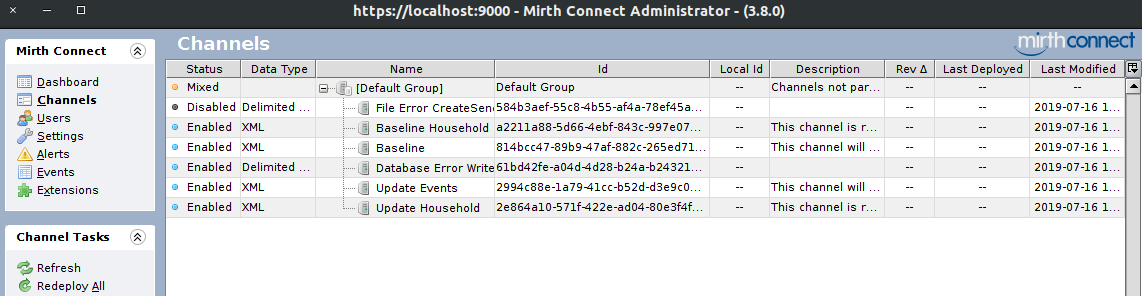 https://localhost:9000 - Mirth Connect Administrator - (3.8.0)
Mirth Connect
Dashboard
Channels
Users
Settings
Alerts
Events
Extensions
Channel Tasks
Refresh
Redeploy All
Channels
mirthconnect
Status Data Type Name Id Local Id Description Rev Δ Last Deployed Last Modified
Mixed [Default Group] Default Group -- Channels not par... -- -- --
Disabled Delimited ... File Error CreateSend 584b3aef-55c8-4b55-af4a-78ef45a... -- -- -- 2019-07-16 1...
Enabled XML Baseline Household a2211a88-5d66-4ebf-843c-997e07... -- This channel is r... -- -- 2019-07-16 1...
Enabled XML Baseline 814bcc47-89b9-47af-882c-265ed71... -- This channel will ... -- -- 2019-07-16 1...
Enabled Delimited ... Database Error Write 61bd42fe-a04d-4d28-b24a-b24321... -- -- -- 2019-07-16 1...
Enabled XML Update Events 2994c88e-1a79-41cc-b52d-d3e9c0... -- This channel will ... -- -- 2019-07-16 1...
Enabled XML Update Household 2e864a10-571f-422e-ad04-80e3f4f... -- This channel is r... -- -- 2019-07-16 1...